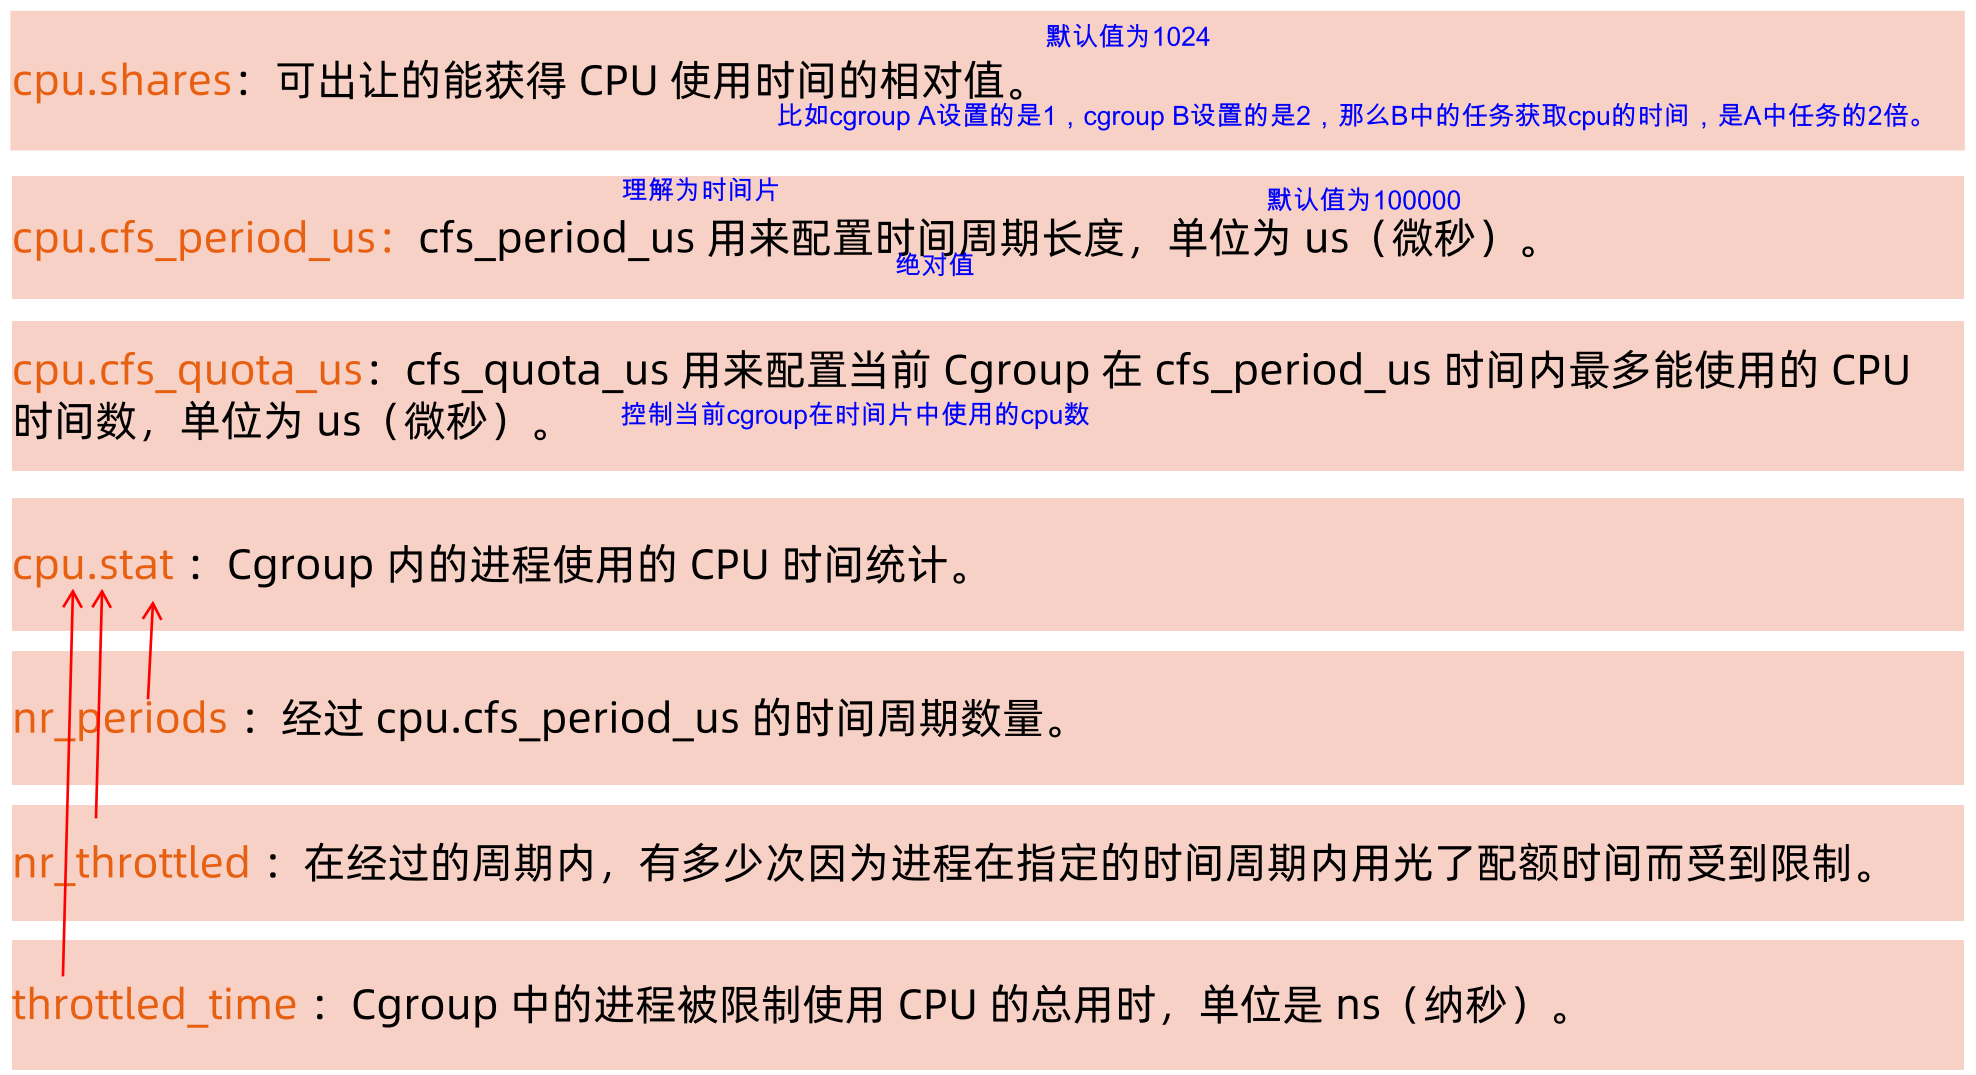 默认值为1024
cpu.shares：可出让的能获得 CPU 使用时间的相对值。
比如cgroup A设置的是1，cgroup B设置的是2，那么B中的任务获取cpu的时间，是A中任务的2倍。
理解为时间片
默认值为100000
cpu.cfs_period_us：cfs_period_us 用来配置时间周期长度，单位为 us（微秒）。
绝对值
cpu.cfs_quota_us：cfs_quota_us 用来配置当前 Cgroup 在 cfs_period_us 时间内最多能使用的 CPU
时间数，单位为 us（微秒）。
控制当前cgroup在时间片中使用的cpu数
cpu.stat ：Cgroup 内的进程使用的 CPU 时间统计。
nr_periods ：经过 cpu.cfs_period_us 的时间周期数量。
nr_throttled ：在经过的周期内，有多少次因为进程在指定的时间周期内用光了配额时间而受到限制。
throttled_time ：Cgroup 中的进程被限制使用 CPU 的总用时，单位是 ns（纳秒）。